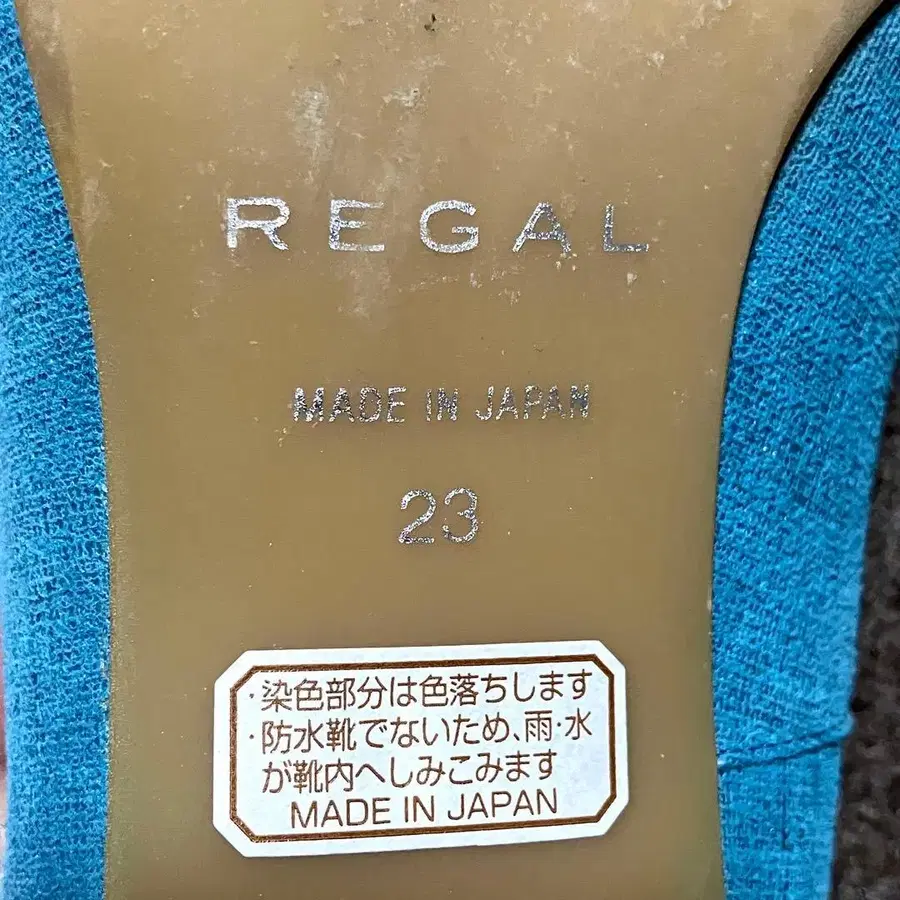 REGAL
MADE IN JAPAN
23
・染色部分は色落ちします
・防水靴でないため、雨・水
が靴内へしみこみます
MADE IN JAPAN